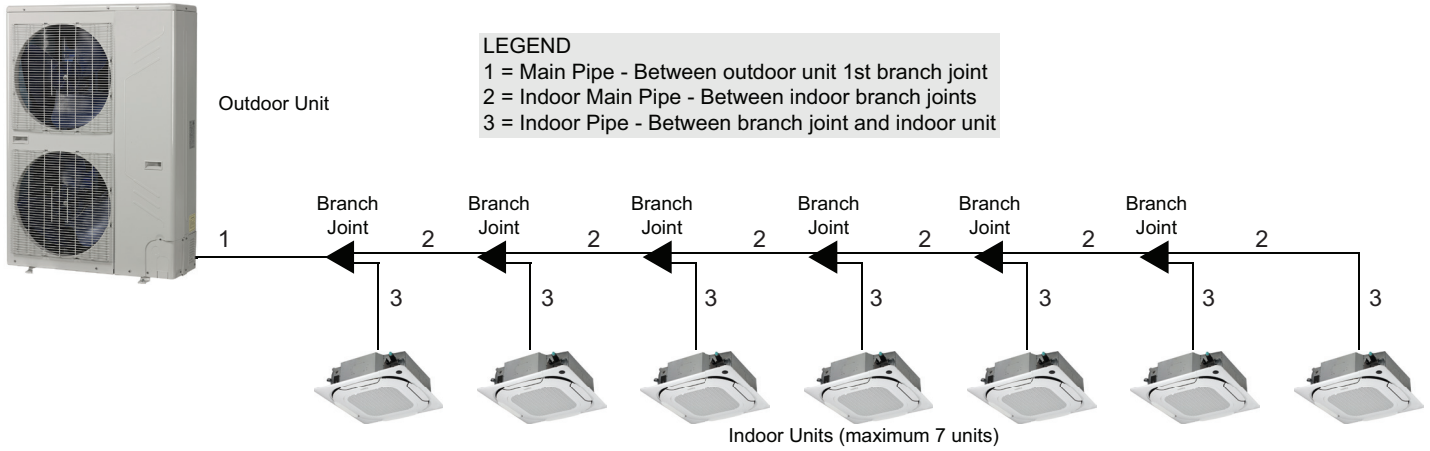 LEGEND
1 = Main Pipe - Between outdoor unit 1st branch joint
2 = Indoor Main Pipe - Between indoor branch joints
3 = Indoor Pipe - Between branch joint and indoor unit
Outdoor Unit
Branch
Joint
Branch
Joint
Branch
Joint
Branch
Joint
Branch
Joint
Branch
Joint
1
2
2
2
2
2
2
3
3
3
3
3
3
3
Indoor Units (maximum 7 units)